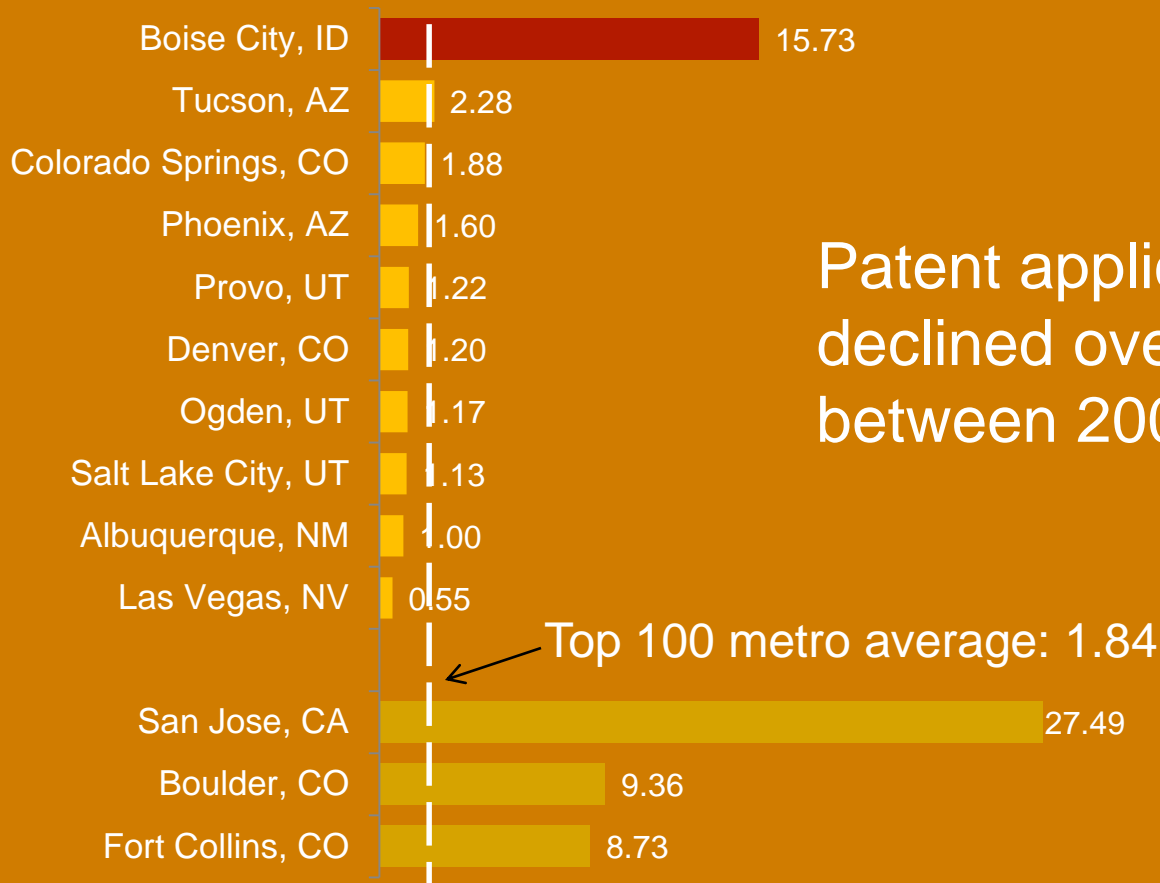 Boise City, ID 15.73
Tucson, AZ 2.28
Colorado Springs, CO 1.88
Phoenix, AZ 1.60
Provo, UT 1.22
Denver, CO 1.20
Ogden, UT 1.17
Salt Lake City, UT 1.13
Albuquerque, NM 1.00
Las Vegas, NV 0.55
Patent
declined
between
Top 100 metro average: 1.84
San Jose, CA 27.49
Boulder, CO 9.36
Fort Collins, CO 8.73